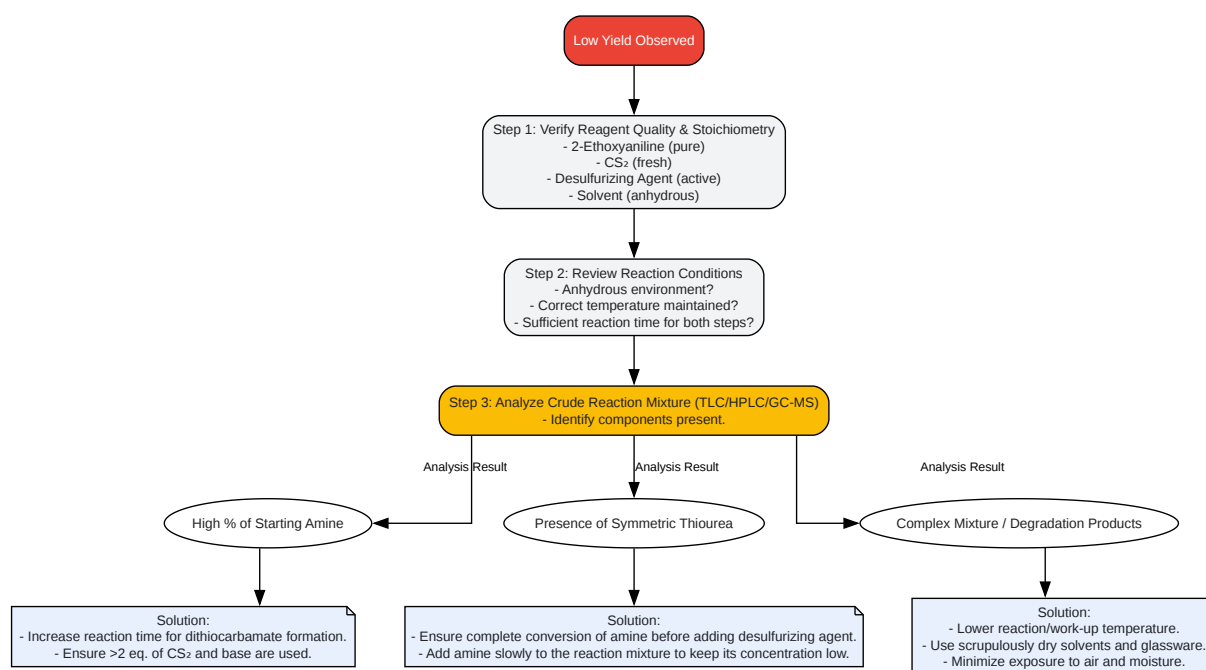 Low Yield Observed
Step 1: Verify Reagent Quality & Stoichiometry
- 2-Ethoxyaniline (pure)
- CS₂ (fresh)
- Desulfurizing Agent (active)
- Solvent (anhydrous)
Step 2: Review Reaction Conditions
- Anhydrous environment?
- Correct temperature maintained?
- Sufficient reaction time for both steps?
Step 3: Analyze Crude Reaction Mixture (TLC/HPLC/GC-MS)
- Identify components present.
Analysis Result
Analysis Result
Analysis Result
High % of Starting Amine
Presence of Symmetric Thiourea
Complex Mixture / Degradation Products
Solution:
- Increase reaction time for dithiocarbamate formation.
- Ensure >2 eq. of CS₂ and base are used.
Solution:
- Ensure complete conversion of amine before adding desulfurizing agent.
- Add amine slowly to the reaction mixture to keep its concentration low.
Solution:
- Lower reaction/work-up temperature.
- Use scrupulously dry solvents and glassware.
- Minimize exposure to air and moisture.